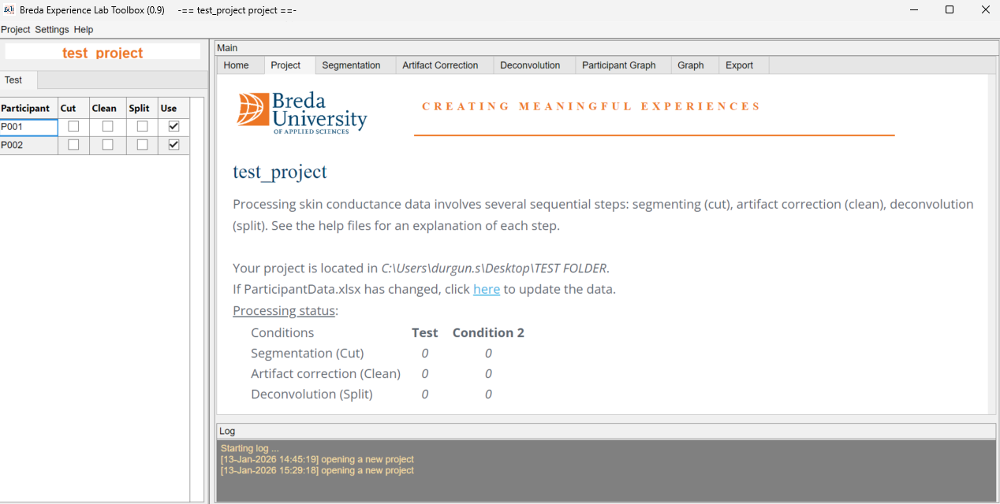 Breda Experience Lab Toolbox (0.9) -== test_project project ==-
Project Settings Help
test_project
Test
Participant Cut Clean Split Use
P001
P002
Main
Home Project Segmentation Artifact Correction Deconvolution Participant Graph Graph Export
Breda
University
OF APPLIED SCIENCES
CREATING MEANINGFUL EXPERIENCES
test_project
Processing skin conductance data involves several sequential steps: segmenting (cut), artifact correction (clean), deconvolution
(split). See the help files for an explanation of each step.
Your project is located in C:\Users\durgun.s\Desktop\TEST FOLDER.
If ParticipantData.xlsx has changed, click here to update the data.
Processing status:
Conditions Test Condition 2
Segmentation (Cut) 0 0
Artifact correction (Clean) 0 0
Deconvolution (Split) 0 0
Log
Starting log ...
[13-Jan-2026 14:45:19] opening a new project
[13-Jan-2026 15:29:18] opening a new project